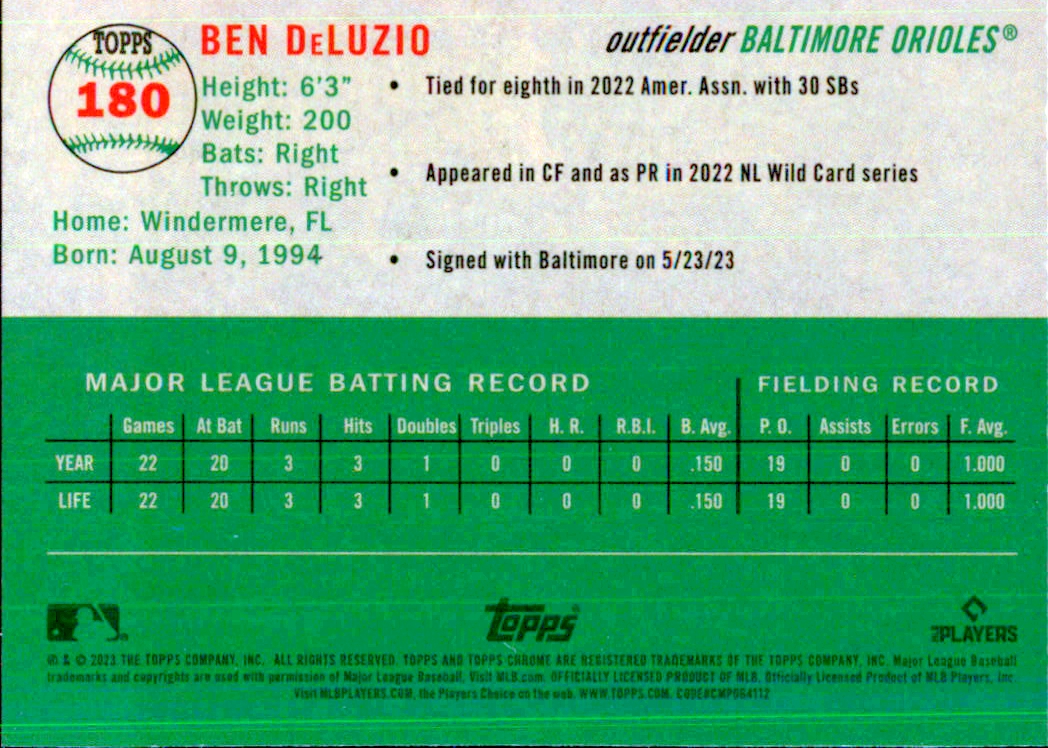 TOPPS
180
BEN DeLUZIO
outfielder BALTIMORE ORIOLES®
Height: 6'3"
Weight: 200
Bats: Right
Throws: Right
Home: Windermere, FL
Born: August 9, 1994
• Tied for eighth in 2022 Amer. Assn. with 30 SBs
• Appeared in CF and as PR in 2022 NL Wild Card series
• Signed with Baltimore on 5/23/23
MAJOR LEAGUE BATTING RECORD FIELDING RECORD
Games At Bat Runs Hits Doubles Triples H. R. R.B.I. B. Avg. P. O. Assists Errors F. Avg.
YEAR 22 20 3 3 1 0 0 0 .150 19 0 0 1.000
LIFE 22 20 3 3 1 0 0 0 .150 19 0 0 1.000
Topps
PLAYERS
® & © 2023 THE TOPPS COMPANY, INC. ALL RIGHTS RESERVED. TOPPS AND TOPPS CHROME ARE REGISTERED TRADEMARKS OF THE TOPPS COMPANY, INC. Major League Baseball
trademarks and copyrights are used with permission of Major League Baseball. Visit MLB.com. OFFICIALLY LICENSED PRODUCT OF MLB. Officially Licensed Product of MLB Players, Inc.
Visit MLBPLAYERS.COM, the Players Choice on the web. WWW.TOPPS.COM. CODE#CMP064112